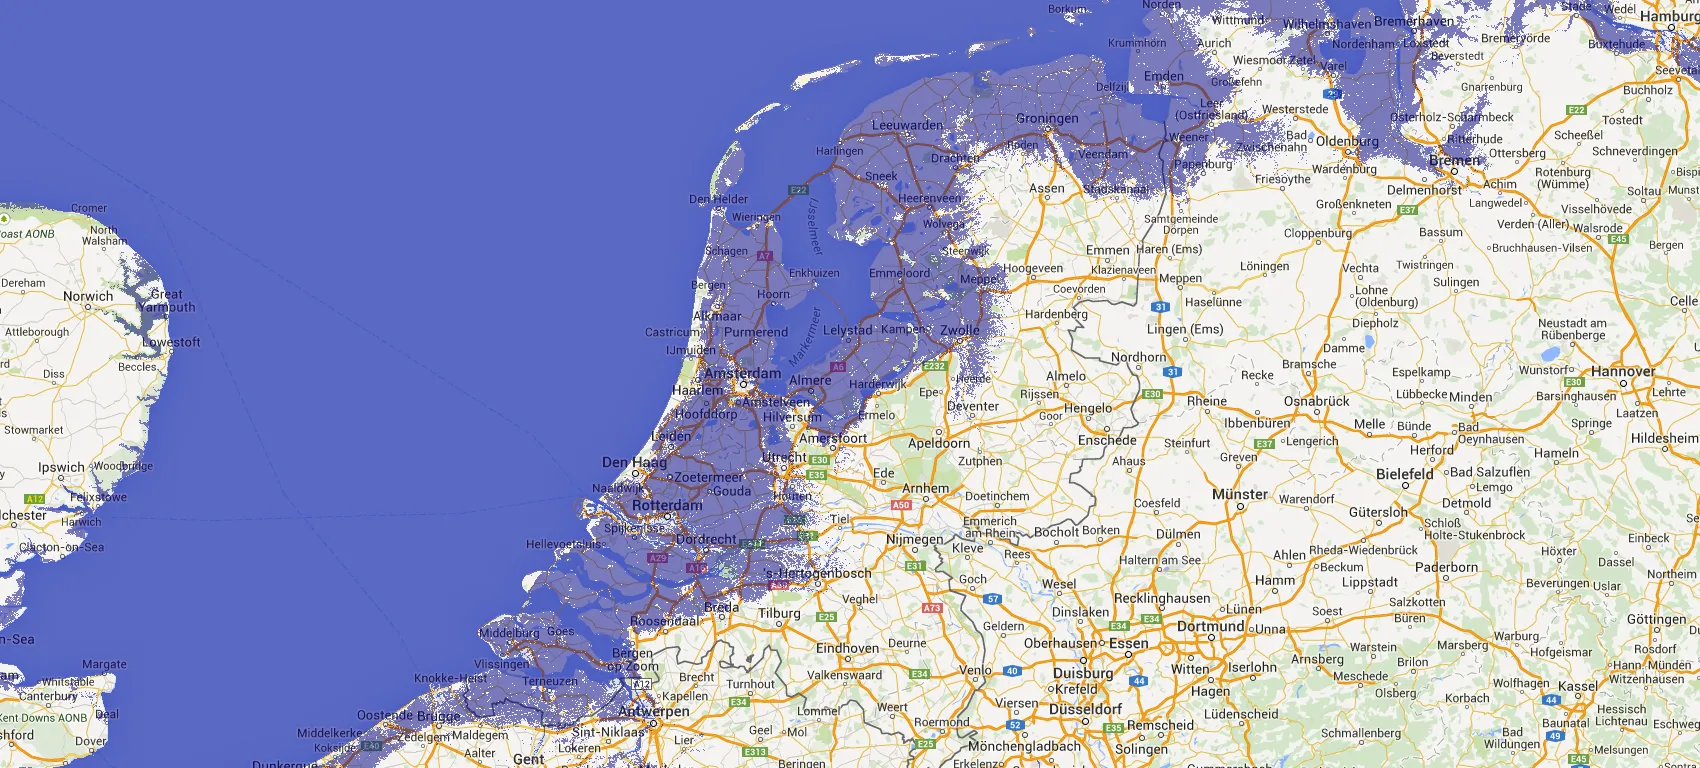 Borkum
Norden
Wittmund
Wilhelmshaven
Bremerhaven
Stade
Wedel
Hamburg
Krummhörn
Aurich
Nordenham
Loxstedt
Bremervörde
Buxtehude
Beverstedt
Wiesmoor
Zetel
Varel
Emden
Großefehn
Delfzijl
Gnarrenburg
Buchholz
29
Leer
(Ostfriesland)
Westerstede
E22
Tostedt
Osterholz-Scharmbeck
Groningen
Leeuwarden
Weener
Bad
Zwischenahn
Oldenburg
Ritterhude
Scheeßel
Schneverdingen
Harlingen
Drachten
Roden
Veendam
Papenburg
Bremen
Ottersberg
Wardenburg
Rotenburg
(Wümme)
Sneek
Assen
Stadskanaal
Friesoythe
Delmenhorst
Achim
Soltau
E22
Den Helder
Heerenveen
Großenkneten
E37
Langwedel
Visselhövede
Cromer
Wieringen
Wolvega
Samtgemeinde
Dörpen
Cloppenburg
Bassum
Verden (Aller)
Walsrode
oast AONB
North
Walsham
IJsselmeer
Schagen
A7
Steenwijk
Emmen
Haren (Ems)
Bruchhausen-Vilsen
E45
Bergen
Dereham
Enkhuizen
Emmeloord
Meppel
Hoogeveen
Klazienaveen
Meppen
Löningen
Vechta
Twistringen
Sulingen
Norwich
Great
Yarmouth
Bergen
Hoorn
Coevorden
31
Haselünne
Lohne
(Oldenburg)
Alkmaar
Hardenberg
Diepholz
Neustadt am
Rübenberge
Attleborough
Castricum
Purmerend
Markermeer
Lelystad
Kampen
Zwolle
Lingen (Ems)
Lowestoft
Beccles
IJmuiden
Nordhorn
Damme
Diss
Amsterdam
A6
E232
31
Bramsche
Espelkamp
Wunstorf
Hannover
Haarlem
Almere
Harderwijk
Epe
Heerde
Almelo
Recke
E30
Barsinghausen
Amstelveen
Rijssen
E30
Rheine
Osnabrück
Lübbecke
Minden
Lehrte
Stowmarket
Hoofddorp
Hilversum
Ermelo
Deventer
Goor
Hengelo
Ibbenbüren
Melle
Bünde
Bad
Oeynhausen
Springe
Laatzen
Leiden
Amersfoort
Apeldoorn
Enschede
Steinfurt
E37
Lengerich
Herford
Hameln
Hildesheim
Ipswich
Woodbridge
Den Haag
Utrecht
E30
Zutphen
Ahaus
Greven
Bielefeld
Bad Salzuflen
Zoetermeer
E35
Ede
Lemgo
A12
Felixstowe
Naaldwijk
Gouda
Houten
Arnhem
Doetinchem
Coesfeld
Münster
Warendorf
Detmold
Rotterdam
A50
Gütersloh
Harwich
Spijkenisse
Tiel
Emmerich
am Rhein
Bocholt
Borken
Dülmen
Schloß
Holte-Stukenbrock
Einbeck
Clacton-on-Sea
Hellevoetsluis
Dordrecht
E31
Nijmegen
Kleve
Rees
Haltern am See
Ahlen
Rheda-Wiedenbrück
Höxter
A29
E31
Beckum
Paderborn
Dassel
A16
's-Hertogenbosch
Goch
Wesel
Hamm
Lippstadt
Beverungen
Uslar
Northeim
Veghel
57
Recklinghausen
Breda
Tilburg
E25
A73
Dinslaken
Lünen
Soest
Salzkotten
Büren
Göttingen
n-Sea
Roosendaal
Geldern
E34
E34
Dortmund
Unna
Warburg
Middelburg
Goes
Oberhausen
Essen
Marsberg
Hofgeismar
Rosdorf
Eindhoven
Deurne
Warstein
Margate
Vlissingen
Bergen
op Zoom
Valkenswaard
E34
Venlo
40
Duisburg
Witten
Iserlohn
Arnsberg
Brilon
Hann. Münden
Witzenhausen
Whitstable
Knokke-Heist
Terneuzen
A12
Brecht
Turnhout
Krefeld
44
Hagen
Meschede
Olsberg
Wolfhagen
Kassel
Canterbury
Kapellen
E34
Weert
Viersen
Korbach
44
Kent Downs AONB
Deal
Oostende
Brugge
Antwerpen
Lommel
Düsseldorf
Lüdenscheid
Baunatal
Hessisch
Lichtenau
Roermond
52
E35
Remscheid
Dover
Middelkerke
Zedelgem
Maldegem
Sint-Niklaas
Geel
Mol
Schmallenberg
Bad
Wildungen
49
Koksijde
E40
Aalter
Lokeren
Lier
E313
E25
Mönchengladbach
Solingen
Melsungen
Dunkerque
Gent
Beringen
Erkelenz
E45